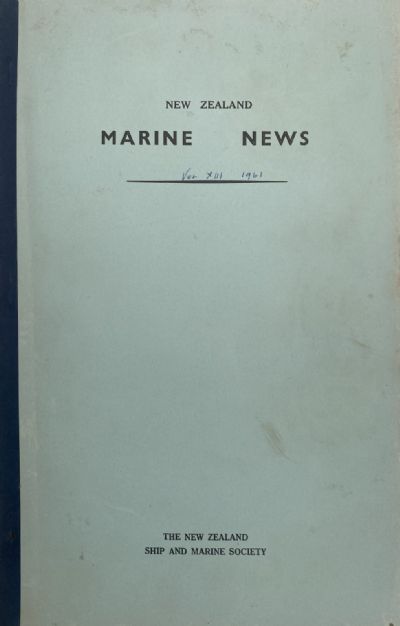 NEW ZEALAND
MARINE NEWS
Vol XIII 1961
THE NEW ZEALAND
SHIP AND MARINE SOCIETY